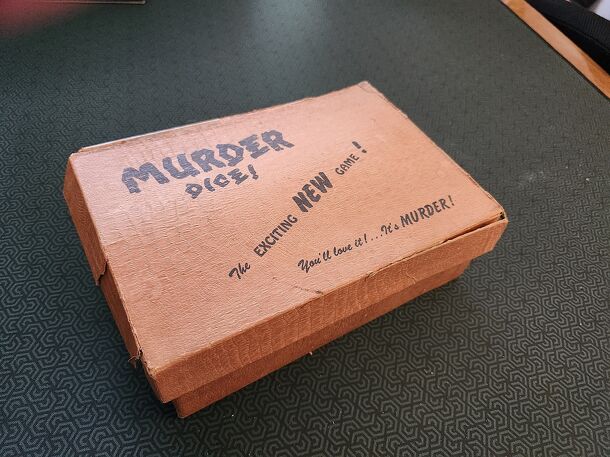 MURDER
DICE!
The EXCITING NEW GAME!
You'll love it!...It's MURDER!